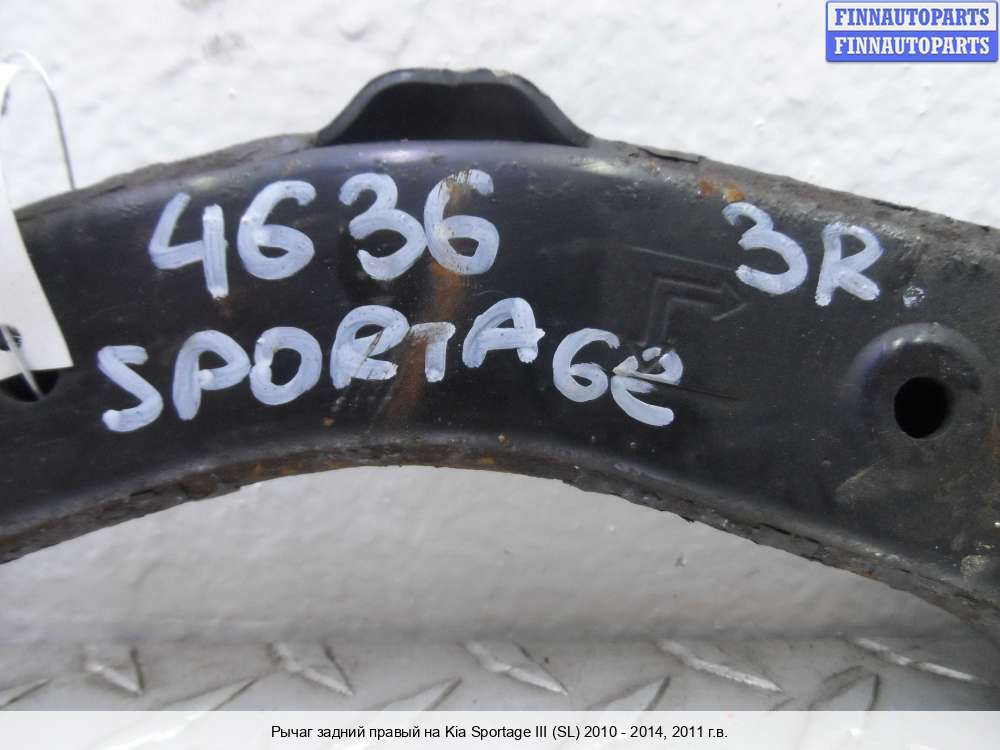 FINNAUTOPARTS
FINNAUTOPARTS
4636 3R
SPORTAGE
Рычаг задний правый на Kia Sportage III (SL) 2010 - 2014, 2011 г.в.